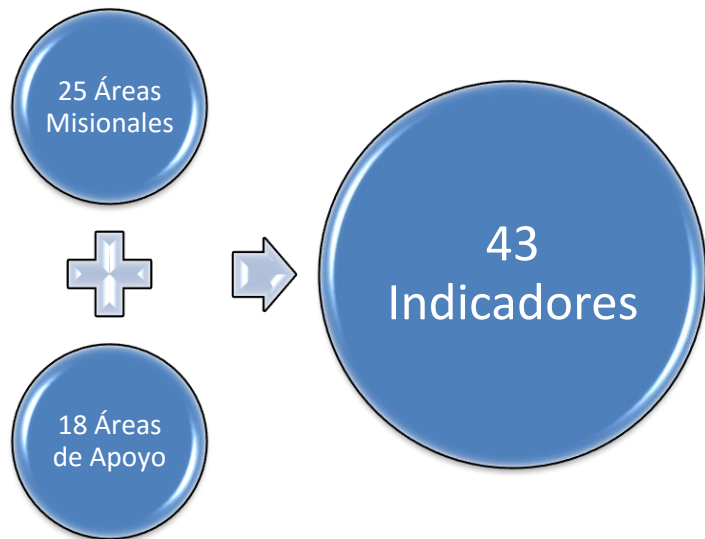 25 Áreas
Misionales
18 Áreas
de Apoyo
43
Indicadores